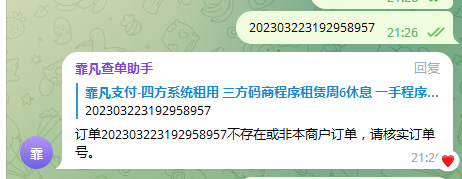 21:26
202303223192958957 21:26
霏凡查单助手 回复
霏凡支付-四方系统租用 三方码商程序租赁周6休息 一手程序...
202303223192958957
订单202303223192958957不存在或非本商户订单，请核实订单
号。
霏